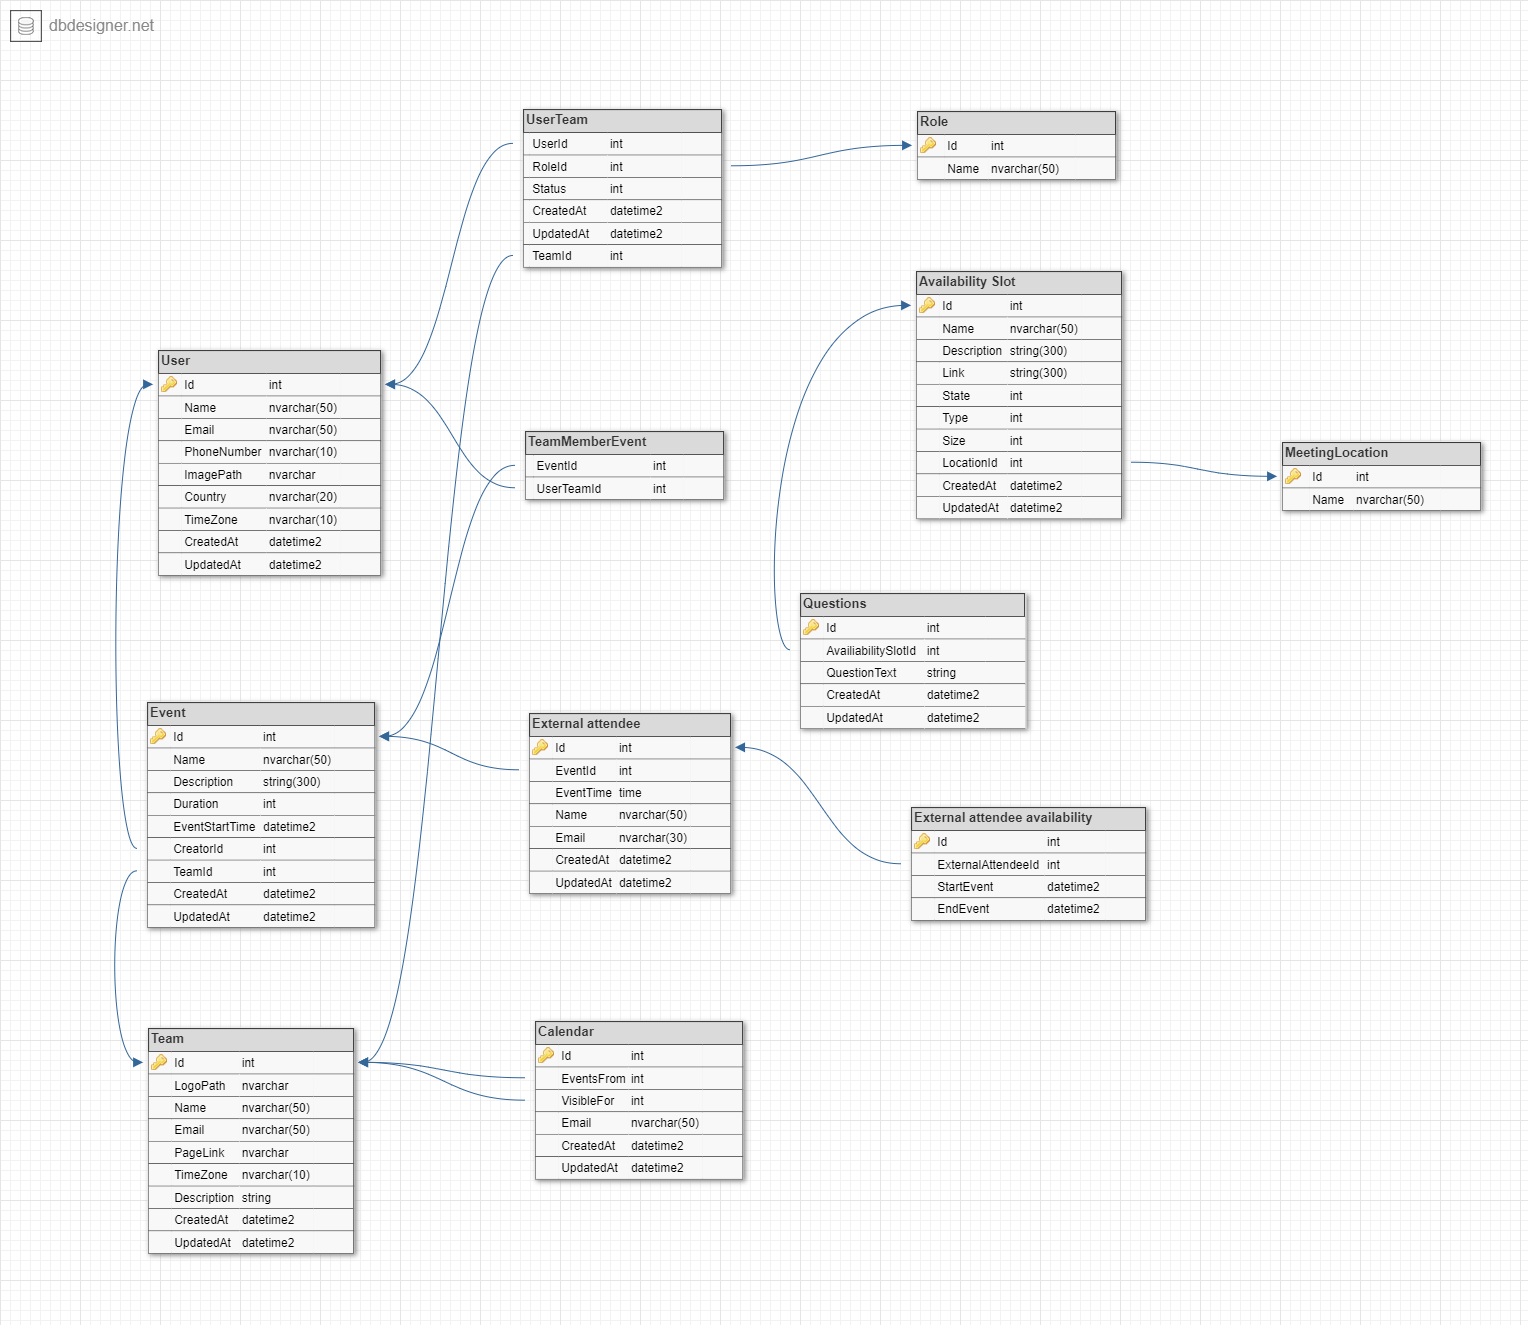 dbdesigner.net
UserTeam
UserId int
RoleId int
Status int
CreatedAt datetime2
UpdatedAt datetime2
TeamId int
Role
Id int
Name nvarchar(50)
Availability Slot
Id int
Name nvarchar(50)
Description string(300)
Link string(300)
State int
Type int
Size int
LocationId int
CreatedAt datetime2
UpdatedAt datetime2
User
Id int
Name nvarchar(50)
Email nvarchar(50)
PhoneNumber nvarchar(10)
ImagePath nvarchar
Country nvarchar(20)
TimeZone nvarchar(10)
CreatedAt datetime2
UpdatedAt datetime2
TeamMemberEvent
EventId int
UserTeamId int
MeetingLocation
Id int
Name nvarchar(50)
Questions
Id int
AvailiabilitySlotId int
QuestionText string
CreatedAt datetime2
UpdatedAt datetime2
Event
Id int
Name nvarchar(50)
Description string(300)
Duration int
EventStartTime datetime2
CreatorId int
TeamId int
CreatedAt datetime2
UpdatedAt datetime2
External attendee
Id int
EventId int
EventTime time
Name nvarchar(50)
Email nvarchar(30)
CreatedAt datetime2
UpdatedAt datetime2
External attendee availability
Id int
ExternalAttendeeId int
StartEvent datetime2
EndEvent datetime2
Team
Id int
LogoPath nvarchar
Name nvarchar(50)
Email nvarchar(50)
PageLink nvarchar
TimeZone nvarchar(10)
Description string
CreatedAt datetime2
UpdatedAt datetime2
Calendar
Id int
EventsFrom int
VisibleFor int
Email nvarchar(50)
CreatedAt datetime2
UpdatedAt datetime2